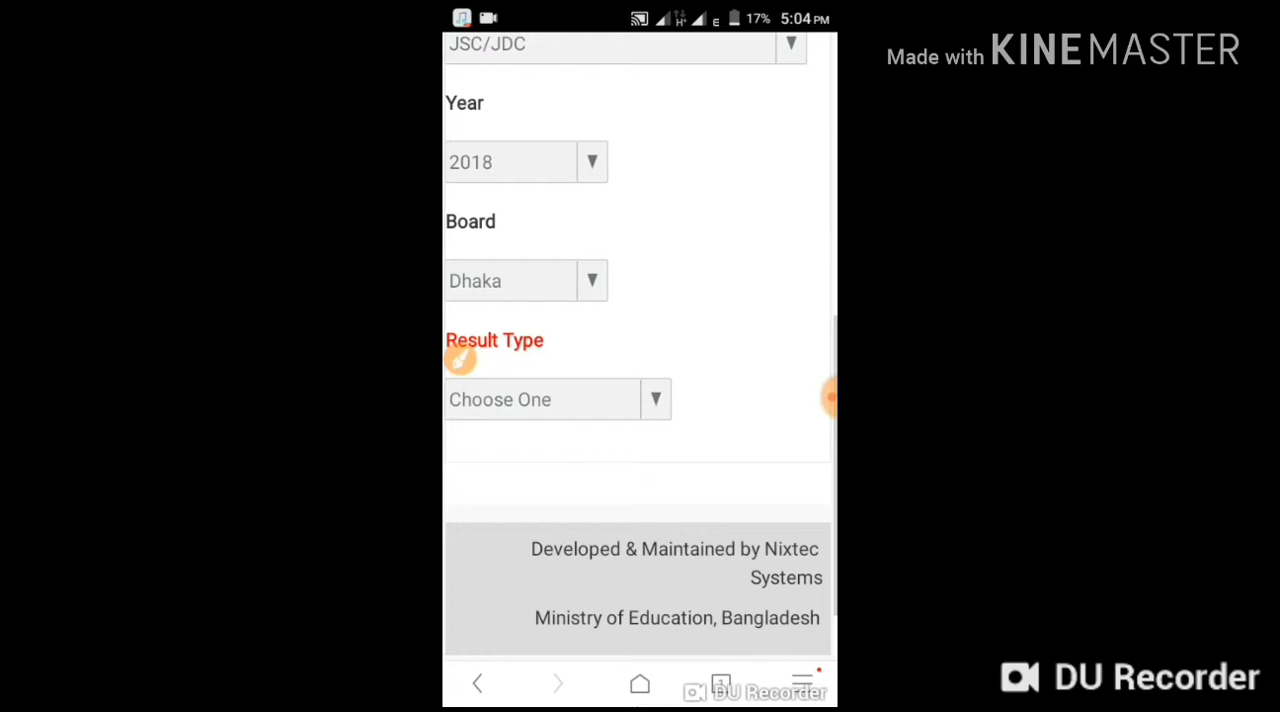 17% 5:04 PM
JSC/JDC
Made with KINEMASTER
Year
2018
Board
Dhaka
Result Type
Choose One
Developed & Maintained by Nixtec
Systems
Ministry of Education, Bangladesh
1
DU Recorder
DU Recorder